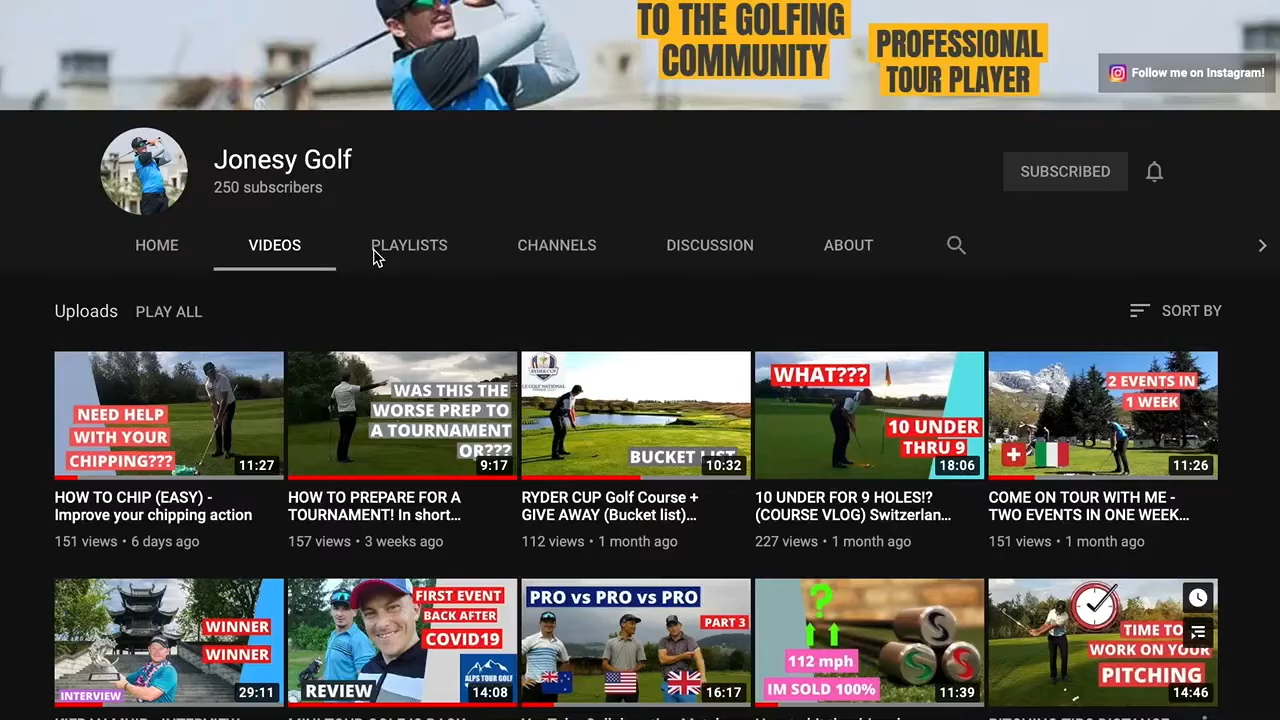 TO THE GOLFING
COMMUNITY
PROFESSIONAL
TOUR PLAYER
Follow me on Instagram!
Jonesy Golf
250 subscribers
SUBSCRIBED
HOME
VIDEOS
PLAYLISTS
CHANNELS
DISCUSSION
ABOUT
Uploads
PLAY ALL
SORT BY
NEED HELP
WITH YOUR
CHIPPING???
11:27
WAS THIS THE
WORSE PREP TO
A TOURNAMENT
OR???
9:17
RYDER CUP
LE GOLF NATIONAL
BUCKET LIST
10:32
WHAT???
10 UNDER
THRU 9
18:06
2 EVENTS IN
1 WEEK
11:26
HOW TO CHIP (EASY) -
Improve your chipping action
151 views • 6 days ago
HOW TO PREPARE FOR A
TOURNAMENT! In short...
157 views • 3 weeks ago
RYDER CUP Golf Course +
GIVE AWAY (Bucket list)...
112 views • 1 month ago
10 UNDER FOR 9 HOLES!?
(COURSE VLOG) Switzerlan...
227 views • 1 month ago
COME ON TOUR WITH ME -
TWO EVENTS IN ONE WEEK...
151 views • 1 month ago
WINNER
WINNER
INTERVIEW
29:11
FIRST EVENT
BACK AFTER
COVID19
REVIEW
ALPS TOUR GOLF
14:08
PRO vs PRO vs PRO
PART 3
16:17
?
112 mph
IM SOLD 100%
11:39
TIME TO
WORK ON YOUR
PITCHING
14:46